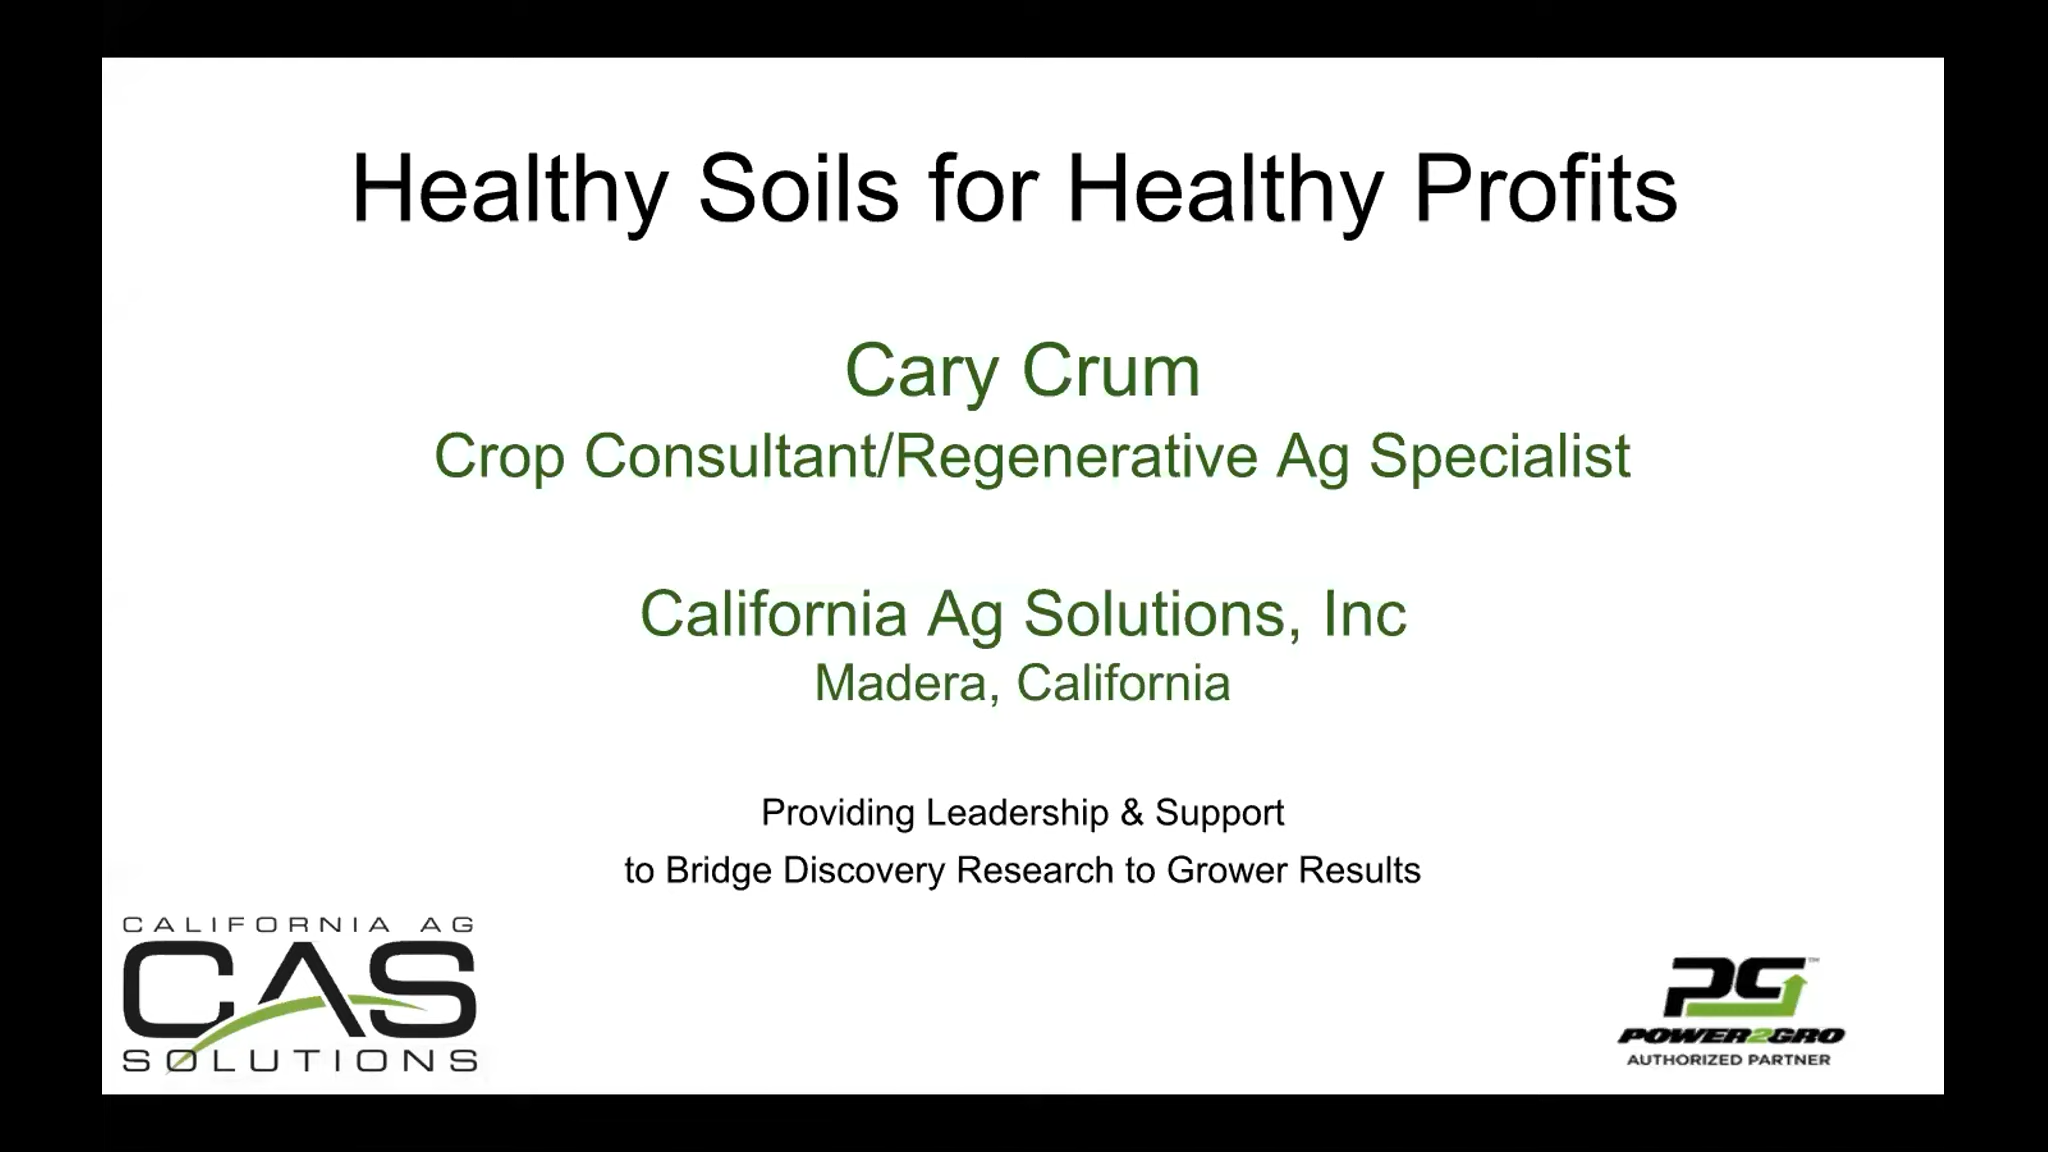 Healthy Soils for Healthy Profits
Cary Crum
Crop Consultant/Regenerative Ag Specialist
California Ag Solutions, Inc
Madera, California
Providing Leadership & Support
to Bridge Discovery Research to Grower Results
CALIFORNIA AG
CAS
SOLUTIONS
PG™
POWER2GRO
AUTHORIZED PARTNER